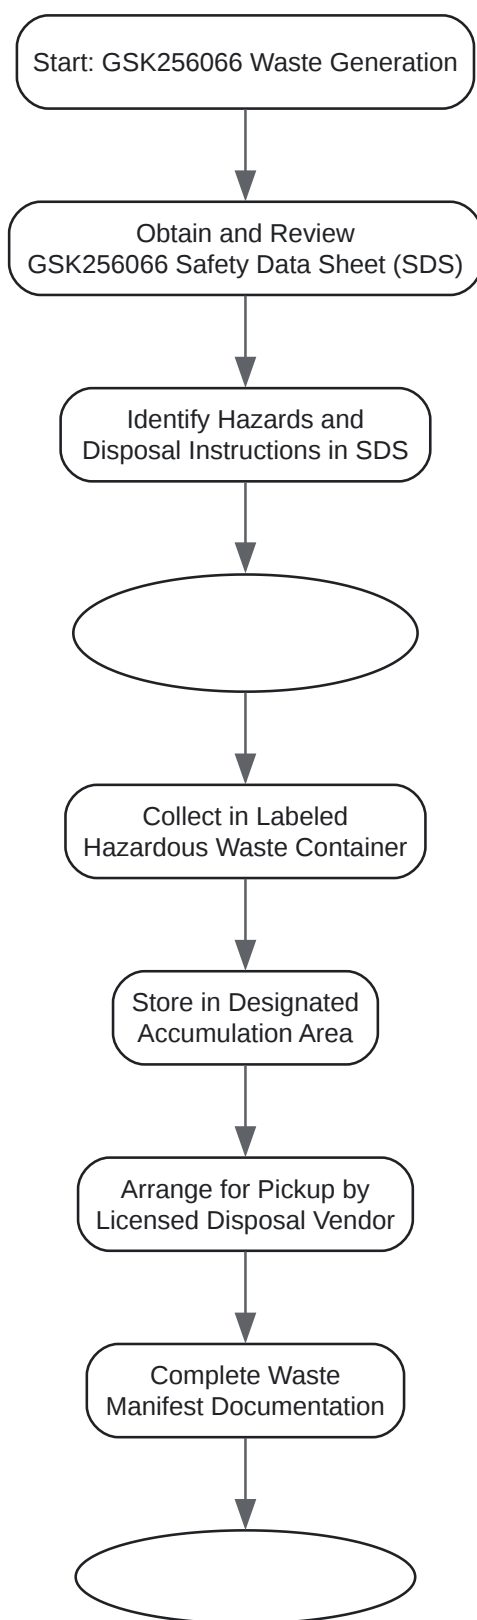 Start: GSK256066 Waste Generation
Obtain and Review
GSK256066 Safety Data Sheet (SDS)
Identify Hazards and
Disposal Instructions in SDS
Collect in Labeled
Hazardous Waste Container
Store in Designated
Accumulation Area
Arrange for Pickup by
Licensed Disposal Vendor
Complete Waste
Manifest Documentation